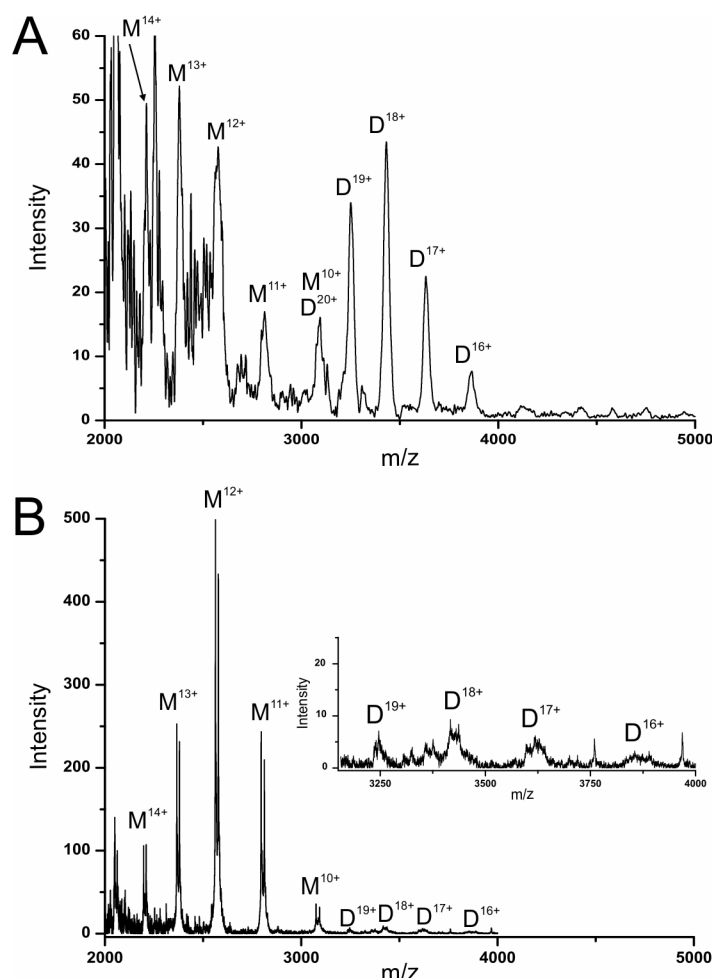 A
M¹⁴⁺
M¹³⁺
M¹²⁺
M¹¹⁺
M¹⁰⁺
D²⁰⁺
D¹⁹⁺
D¹⁸⁺
D¹⁷⁺
D¹⁶⁺
60
50
40
30
20
10
0
Intensity
2000 3000 4000 5000
m/z
B
M¹⁴⁺
M¹³⁺
M¹²⁺
M¹¹⁺
M¹⁰⁺
D¹⁹⁺
D¹⁸⁺
D¹⁷⁺
D¹⁶⁺
500
400
300
200
100
0
Intensity
2000 3000 4000 5000
m/z
D¹⁹⁺
D¹⁸⁺
D¹⁷⁺
D¹⁶⁺
20
10
0
Intensity
3250 3500 3750 4000
m/z